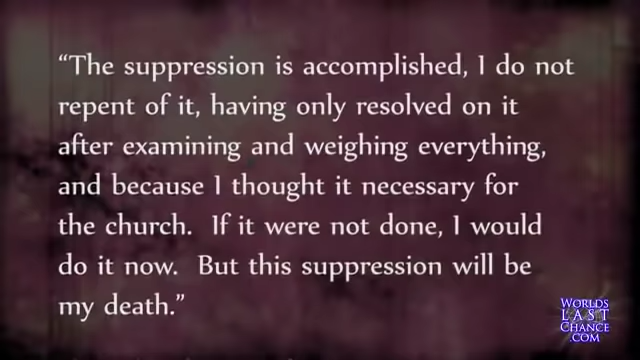 “The suppression is accomplished, I do not
repent of it, having only resolved on it
after examining and weighing everything,
and because I thought it necessary for
the church.  If it were not done, I would
do it now.  But this suppression will be
my death.”
WORLDS
LAST
CHANCE
.COM